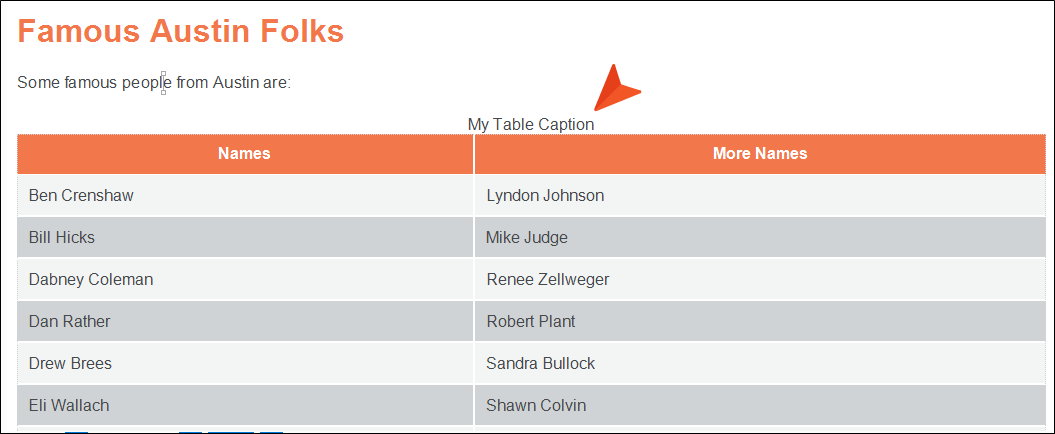 Famous Austin Folks
Some famous people from Austin are:
My Table Caption
Names More Names
Ben Crenshaw Lyndon Johnson
Bill Hicks Mike Judge
Dabney Coleman Renee Zellweger
Dan Rather Robert Plant
Drew Brees Sandra Bullock
Eli Wallach Shawn Colvin